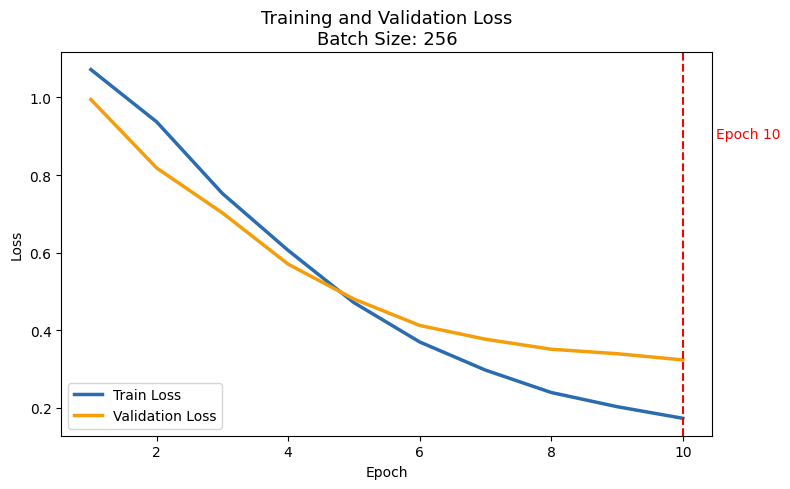 Training and Validation Loss
Batch Size: 256
1.0
0.8
0.6
0.4
0.2
Loss
Epoch 10
Train Loss
Validation Loss
2
4
6
8
10
Epoch